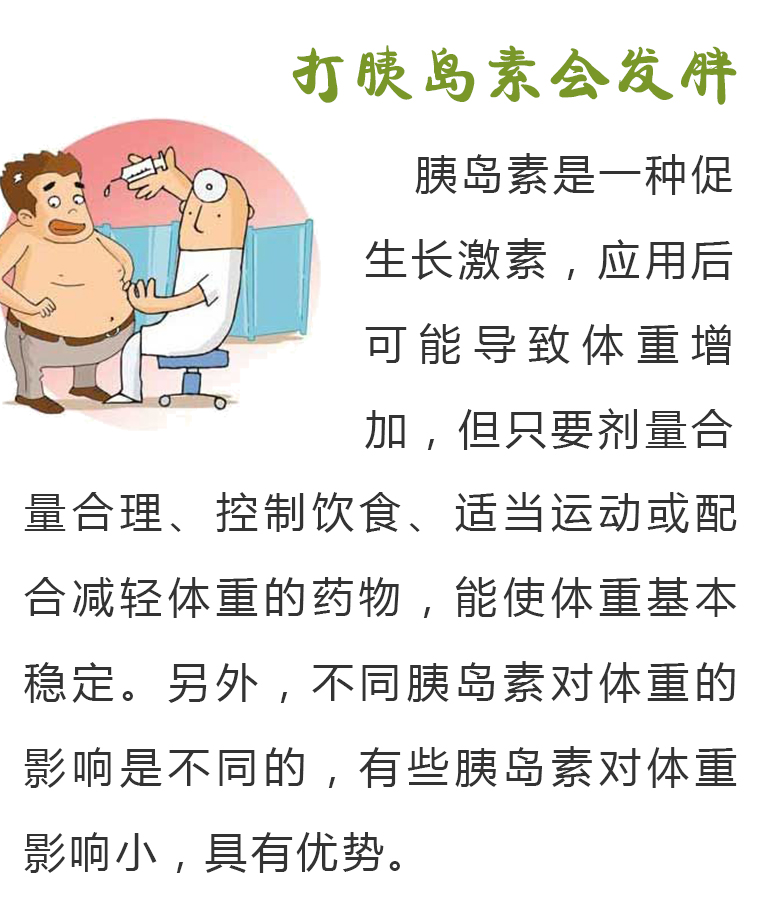 打胰岛素会发胖
胰岛素是一种促
生长激素，应用后
可能导致体重增
加，但只要剂量合
量合理、控制饮食、适当运动或配
合减轻体重的药物，能使体重基本
稳定。另外，不同胰岛素对体重的
影响是不同的，有些胰岛素对体重
影响小，具有优势。